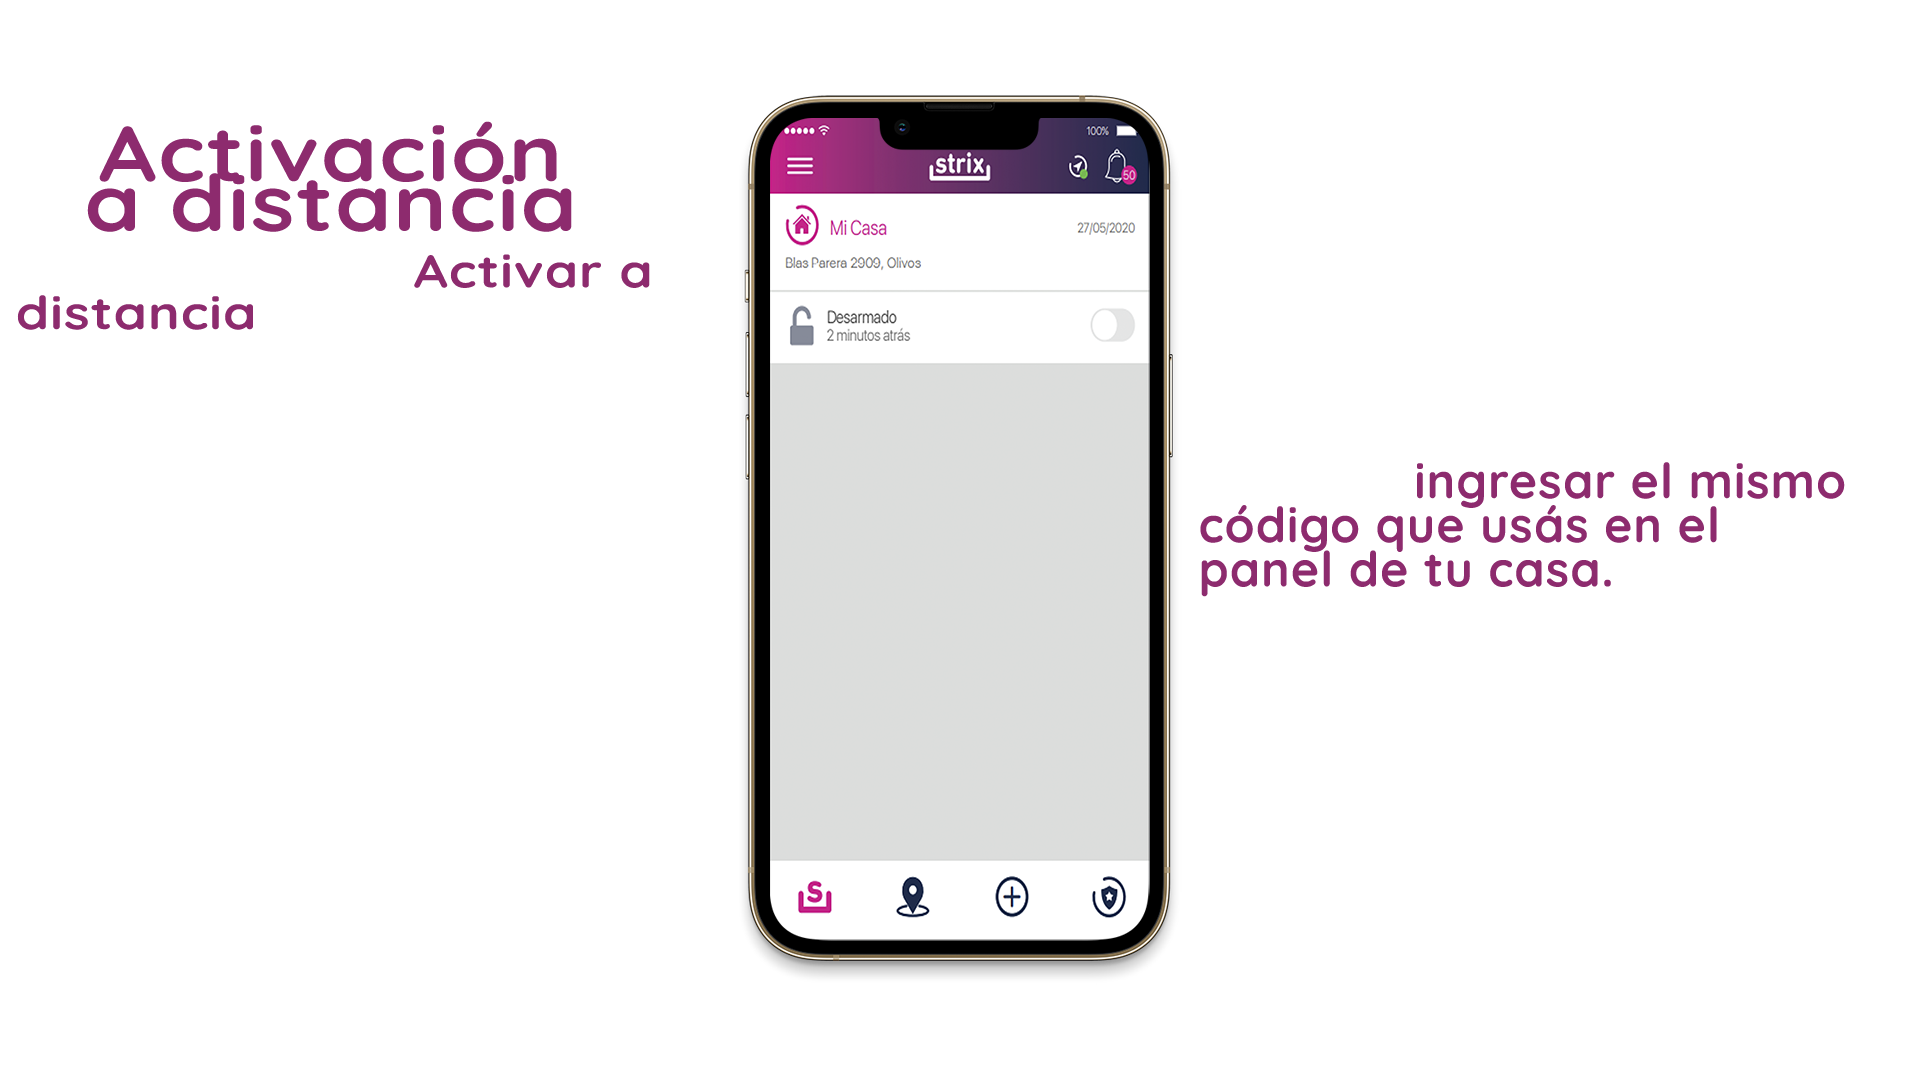 Activación
a distancia
Activar a
distancia
100%
strix
50
Mi Casa
27/05/2020
Blas Parera 2909, Olivos
Desarmado
2 minutos atrás
S
ingresar el mismo
código que usás en el
panel de tu casa.